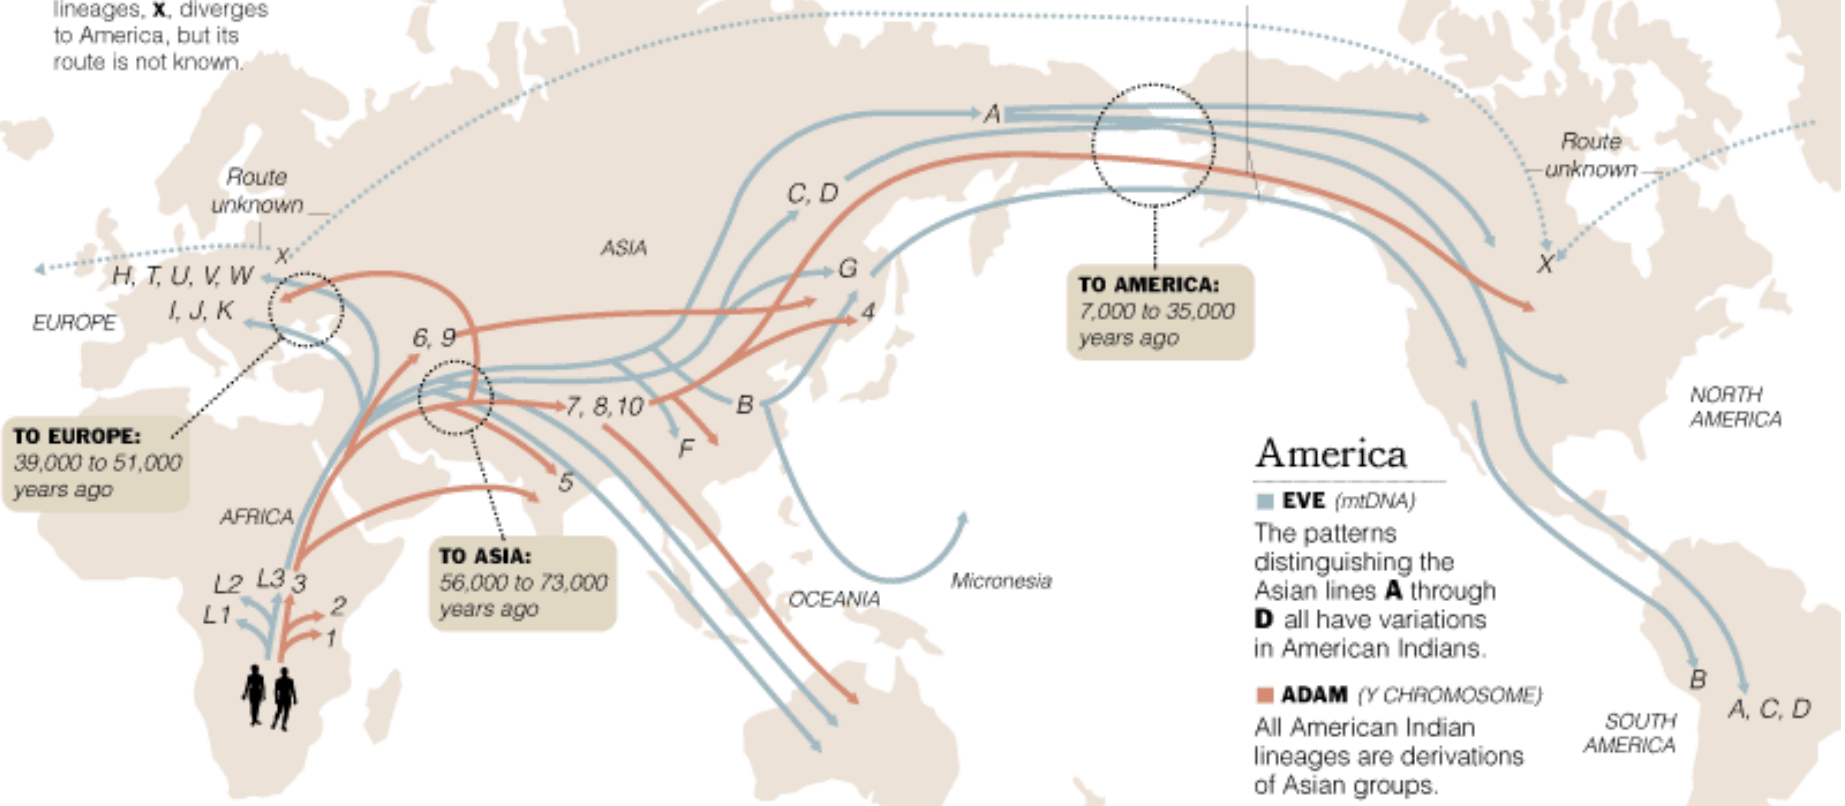 lineages, x, diverges
to America, but its
route is not known.
Route
unknown
X
H, T, U, V, W
I, J, K
EUROPE
ASIA
6, 9
A
C, D
G
4
7, 8,10
B
F
5
Route
unknown
X
TO AMERICA:
7,000 to 35,000
years ago
TO EUROPE:
39,000 to 51,000
years ago
AFRICA
TO ASIA:
56,000 to 73,000
years ago
L2
L3
3
L1
2
1
OCEANIA
Micronesia
NORTH
AMERICA
America
EVE (mtDNA)
The patterns
distinguishing the
Asian lines A through
D all have variations
in American Indians.
ADAM (Y CHROMOSOME)
All American Indian
lineages are derivations
of Asian groups.
B
A, C, D
SOUTH
AMERICA